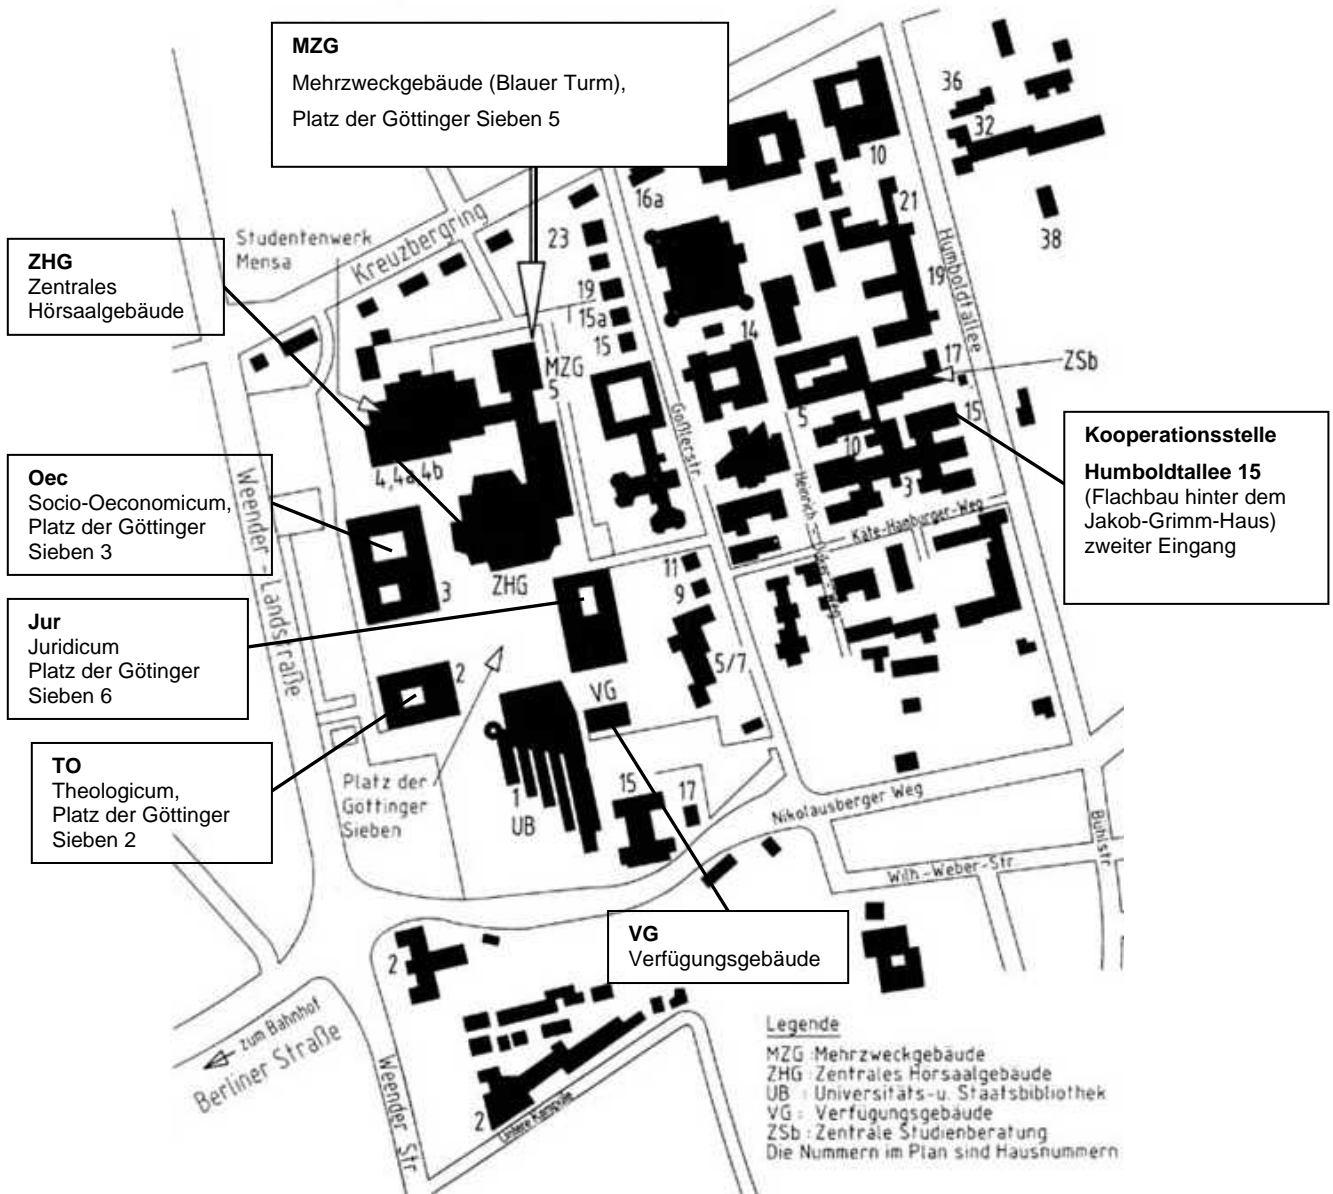 MZG
Mehrzweckgebäude (Blauer Turm),
Platz der Göttinger Sieben 5
36
32
10
16a
21
38
Kreuzbergring
Studentenwerk
Mensa
23
Humboldtallee
ZHG
Zentrales
Hörsaalgebäude
19
19
15a
15
14
MZG
5
17
ZSb
Goßlerstr.
5
15
10
Kooperationsstelle
Humboldtallee 15
(Flachbau hinter dem
Jakob-Grimm-Haus)
zweiter Eingang
4,4a,4b
3
Oec
Socio-Oeconomicum,
Platz der Göttinger
Sieben 3
Weender - Landstraße
Käte-Hamburger-Weg
ZHG
3
11
9
Jur
Juridicum
Platz der Götinger
Sieben 6
2
5/7
VG
TO
Theologicum,
Platz der Göttinger
Sieben 2
Platz der
Göttinger
Sieben
1
UB
15
17
Nikolausberger Weg
Buhlstr.
Wilh.-Weber-Str.
VG
Verfügungsgebäude
2
zum Bahnhof
Berliner Straße
Weender Str.
2
Untere Karspüle
Legende
MZG : Mehrzweckgebäude
ZHG : Zentrales Hörsaalgebäude
UB : Universitäts-u. Staatsbibliothek
VG : Verfügungsgebäude
ZSb : Zentrale Studienberatung
Die Nummern im Plan sind Hausnummern